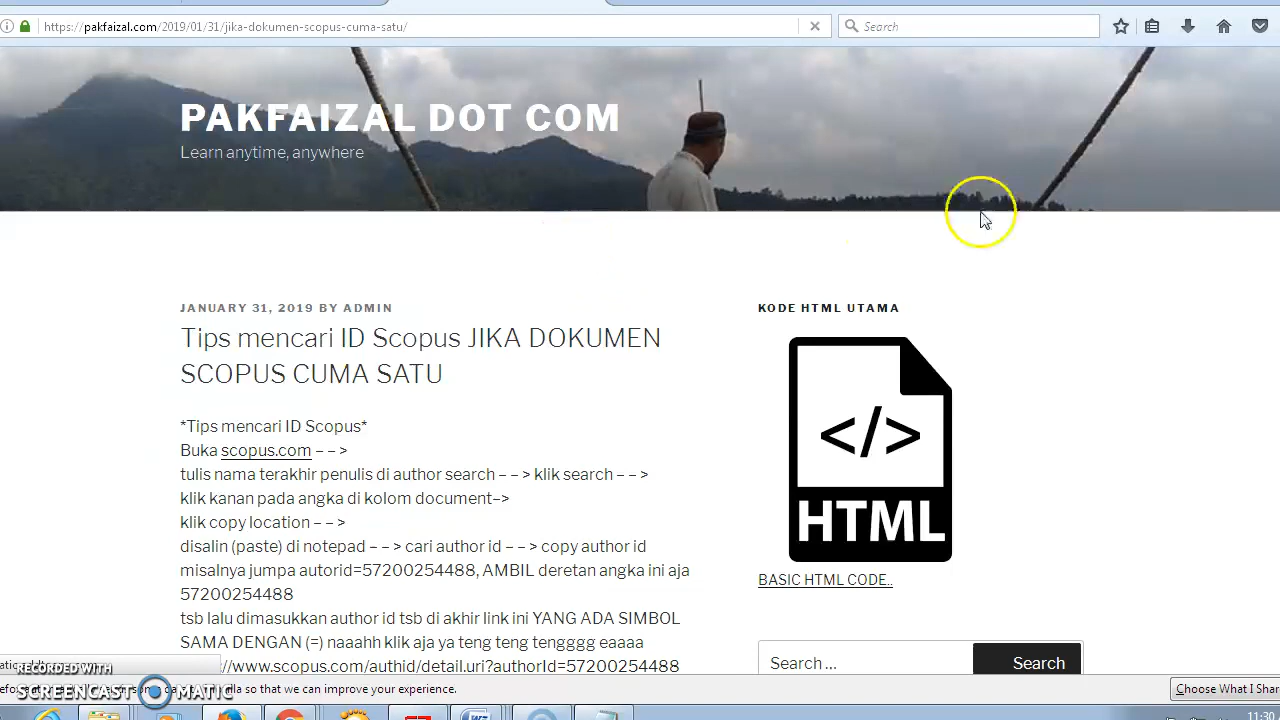 https://pakfaizal.com/2019/01/31/jika-dokumen-scopus-cuma-satu/
Search
PAKFAIZAL DOT COM
Learn anytime, anywhere
JANUARY 31, 2019 BY ADMIN
Tips mencari ID Scopus JIKA DOKUMEN
SCOPUS CUMA SATU
*Tips mencari ID Scopus*
Buka scopus.com – – >
tulis nama terakhir penulis di author search – – > klik search – – >
klik kanan pada angka di kolom document–>
klik copy location – – >
disalin (paste) di notepad – – > cari author id – – > copy author id
misalnya jumpa autorid=57200254488, AMBIL deretan angka ini aja
57200254488
tsb lalu dimasukkan author id tsb di akhir link ini YANG ADA SIMBOL
SAMA DENGAN (=) naaahh klik aja ya teng teng tengggg eaaaa
//www.scopus.com/authid/detail.uri?authorId=57200254488
KODE HTML UTAMA
</>
HTML
BASIC HTML CODE..
Search ...
Search
RECORDED WITH
SCREENCAST MATIC
so that we can improve your experience.
Choose What I Shar
11:30